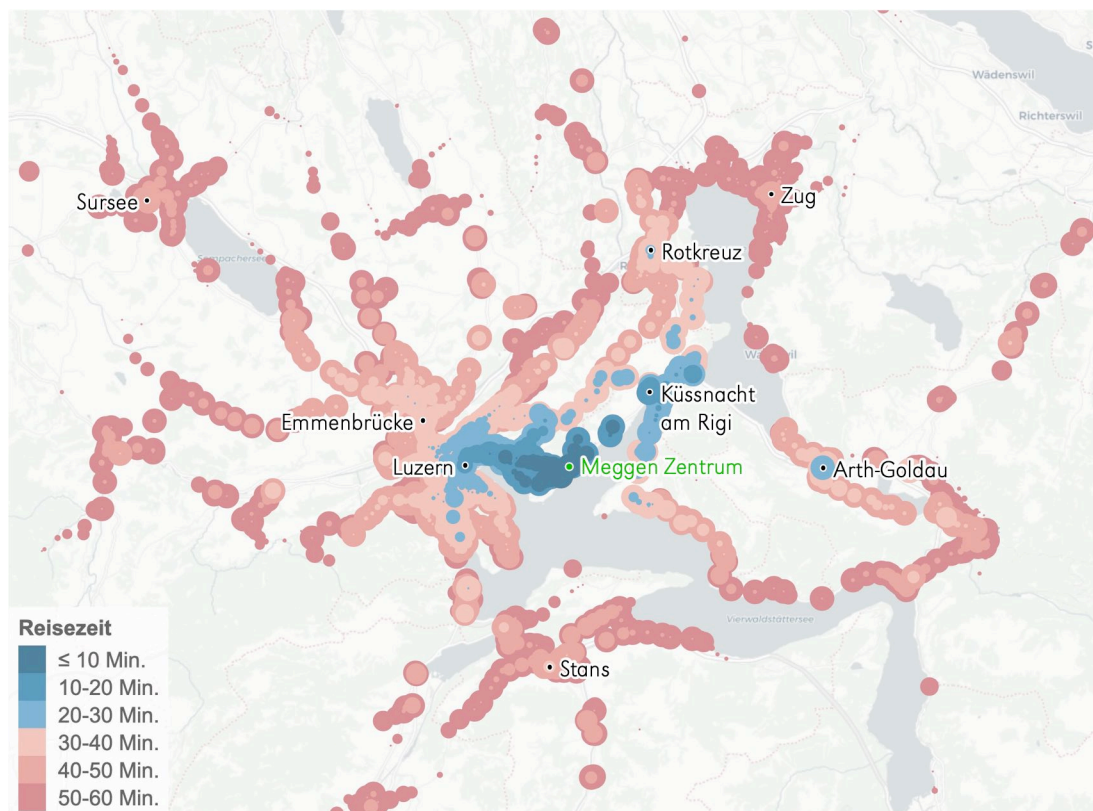 Wädenswil
Richterswil
Sursee
Zug
Sempachersee
Rotkreuz
Küssnacht
am Rigi
Emmenbrücke
Luzern
Meggen Zentrum
Arth-Goldau
Vierwaldstättersee
Stans
Reisezeit
≤ 10 Min.
10-20 Min.
20-30 Min.
30-40 Min.
40-50 Min.
50-60 Min.